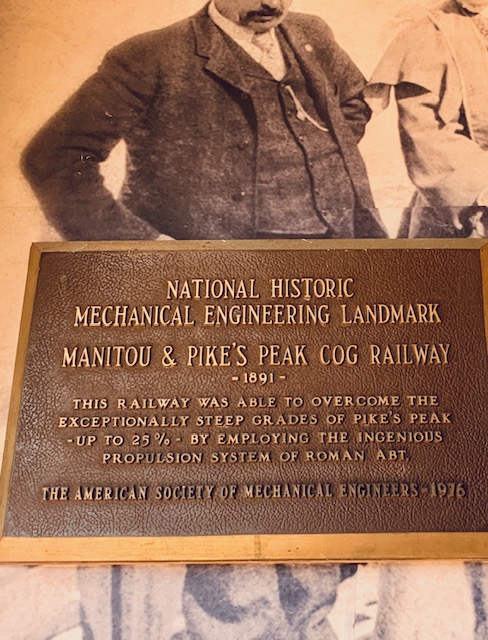 NATIONAL HISTORIC
MECHANICAL ENGINEERING LANDMARK
MANITOU & PIKE'S PEAK COG RAILWAY
- 1891 -
THIS RAILWAY WAS ABLE TO OVERCOME THE
EXCEPTIONALLY STEEP GRADES OF PIKE'S PEAK
- UP TO 25% - BY EMPLOYING THE INGENIOUS
PROPULSION SYSTEM OF ROMAN ABT.
THE AMERICAN SOCIETY OF MECHANICAL ENGINEERS - 1976